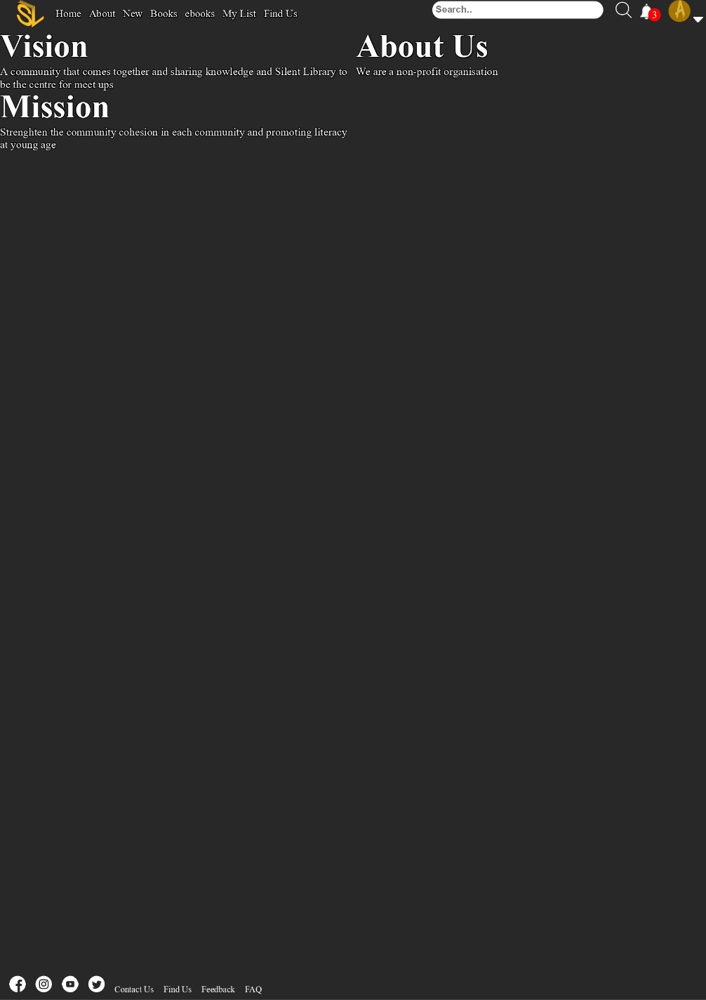 SL
Home About New Books ebooks My List Find Us
Search..
3
A
Vision
A community that comes together and sharing knowledge and Silent Library to
be the centre for meet ups
Mission
Strenghten the community cohesion in each community and promoting literacy
at young age
About Us
We are a non-profit organisation
Contact Us Find Us Feedback FAQ